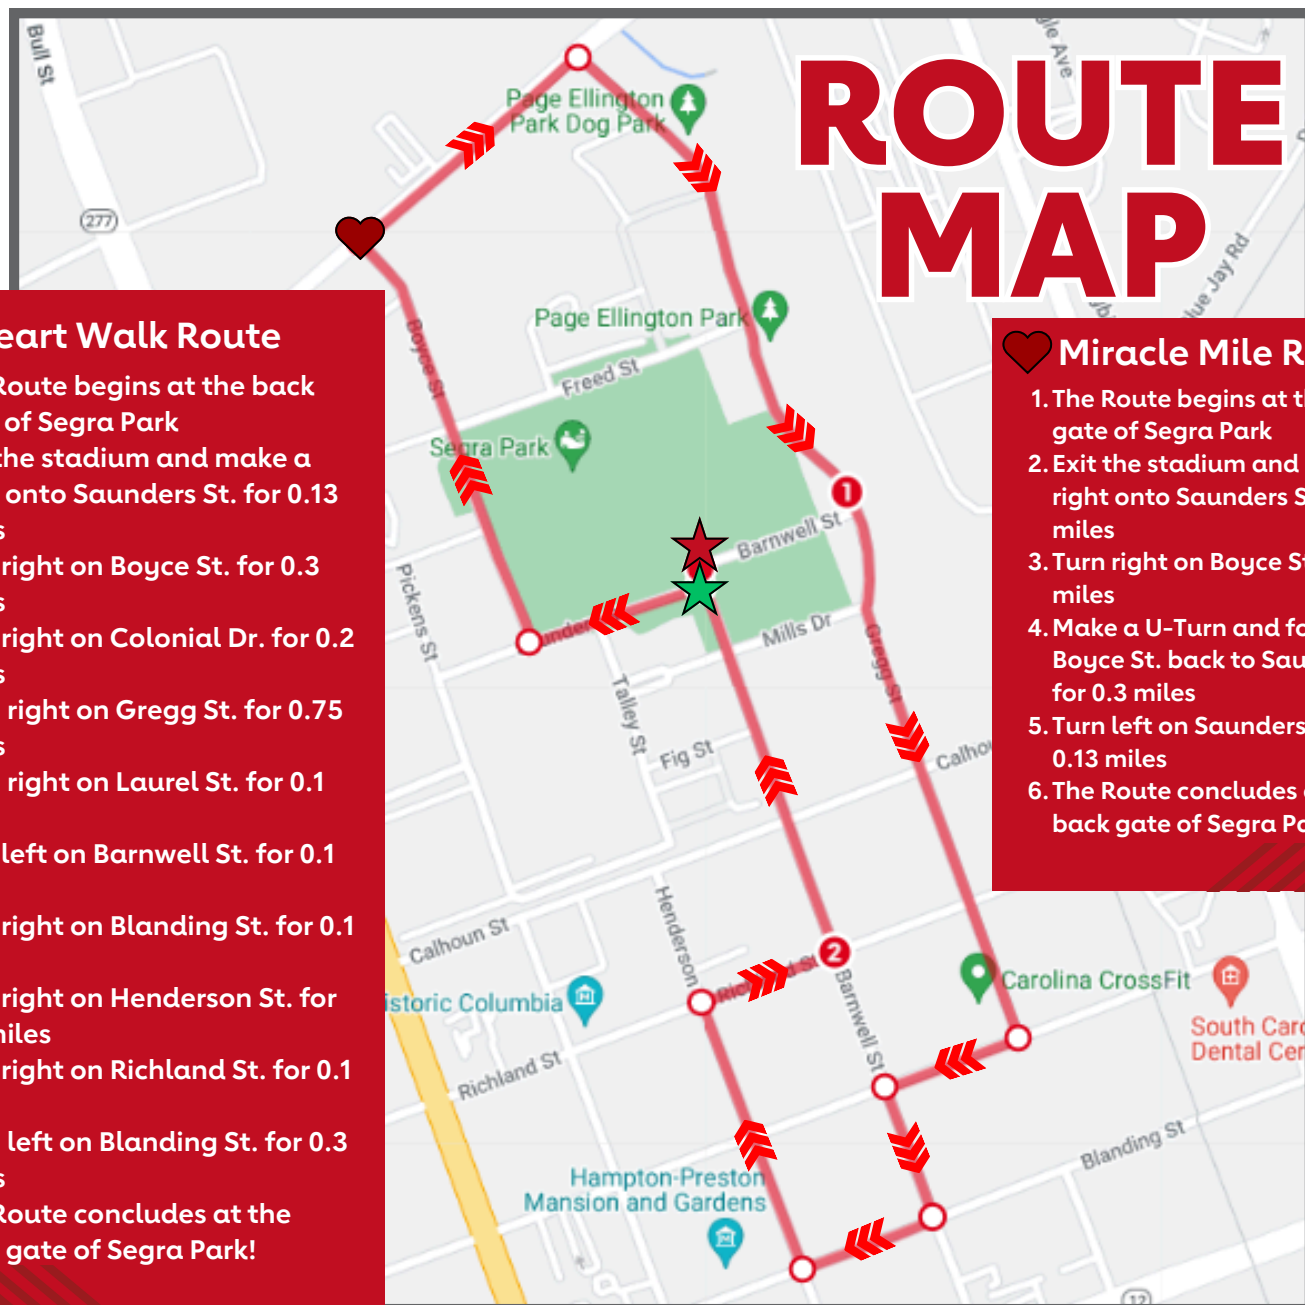 ROUTE
MAP
Bull St
277
Page Ellington
Park Dog Park
Page Ellington Park
Freed St
Boyce St
Segra Park
Barnwell St
1
Mills Dr
Gregg St
Pickens St
Talley St
Fig St
Calhoun St
Henderson
2
Barnwell St
Carolina CrossFit
Richland St
South
Dental
Blanding St
Hampton-Preston
Mansion and Gardens
Columbia
12
Jay Rd
Ave
Walk Route
Route begins at the back
of Segra Park
the stadium and make a
onto Saunders St. for 0.13
right on Boyce St. for 0.3
right on Colonial Dr. for 0.2
right on Gregg St. for 0.75
right on Laurel St. for 0.1
left on Barnwell St. for 0.1
right on Blanding St. for 0.1
right on Henderson St. for
miles
right on Richland St. for 0.1
left on Blanding St. for 0.3
Route concludes at the
gate of Segra Park!
Miracle Mile R
1. The Route begins at
gate of Segra Park
2. Exit the stadium and
right onto Saunders S
miles
3. Turn right on Boyce St
miles
4. Make a U-Turn and
Boyce St. back to
for 0.3 miles
5. Turn left on Saunders
0.13 miles
6. The Route concludes
back gate of Segra